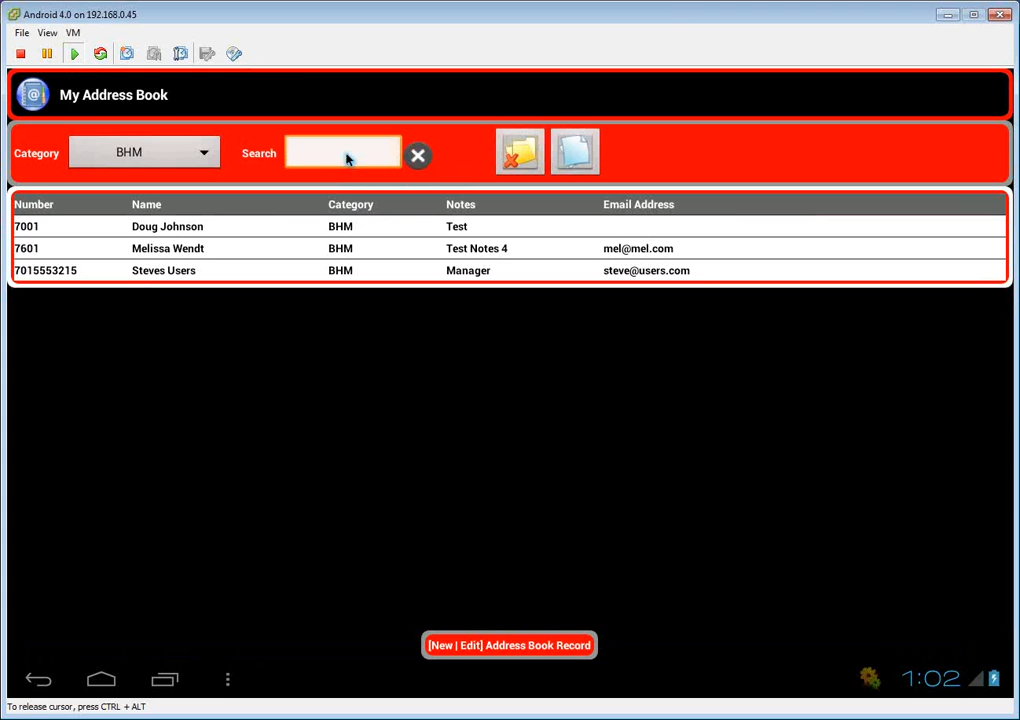 Android 4.0 on 192.168.0.45
File View VM
My Address Book
Category BHM Search
Number Name Category Notes Email Address
7001 Doug Johnson BHM Test
7601 Melissa Wendt BHM Test Notes 4 mel@mel.com
7015553215 Steves Users BHM Manager steve@users.com
[New | Edit] Address Book Record
1:02
To release cursor, press CTRL + ALT